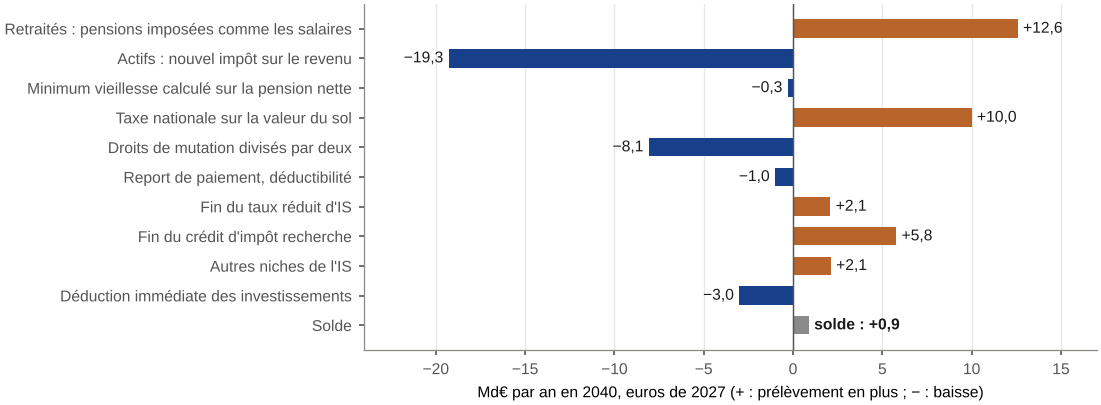 Retraités : pensions imposées comme les salaires +12,6
Actifs : nouvel impôt sur le revenu −19,3
Minimum vieillesse calculé sur la pension nette −0,3
Taxe nationale sur la valeur du sol +10,0
Droits de mutation divisés par deux −8,1
Report de paiement, déductibilité −1,0
Fin du taux réduit d'IS +2,1
Fin du crédit d'impôt recherche +5,8
Autres niches de l'IS +2,1
Déduction immédiate des investissements −3,0
Solde solde : +0,9
−20 −15 −10 −5 0 5 10 15
Md€ par an en 2040, euros de 2027 (+ : prélèvement en plus ; − : baisse)